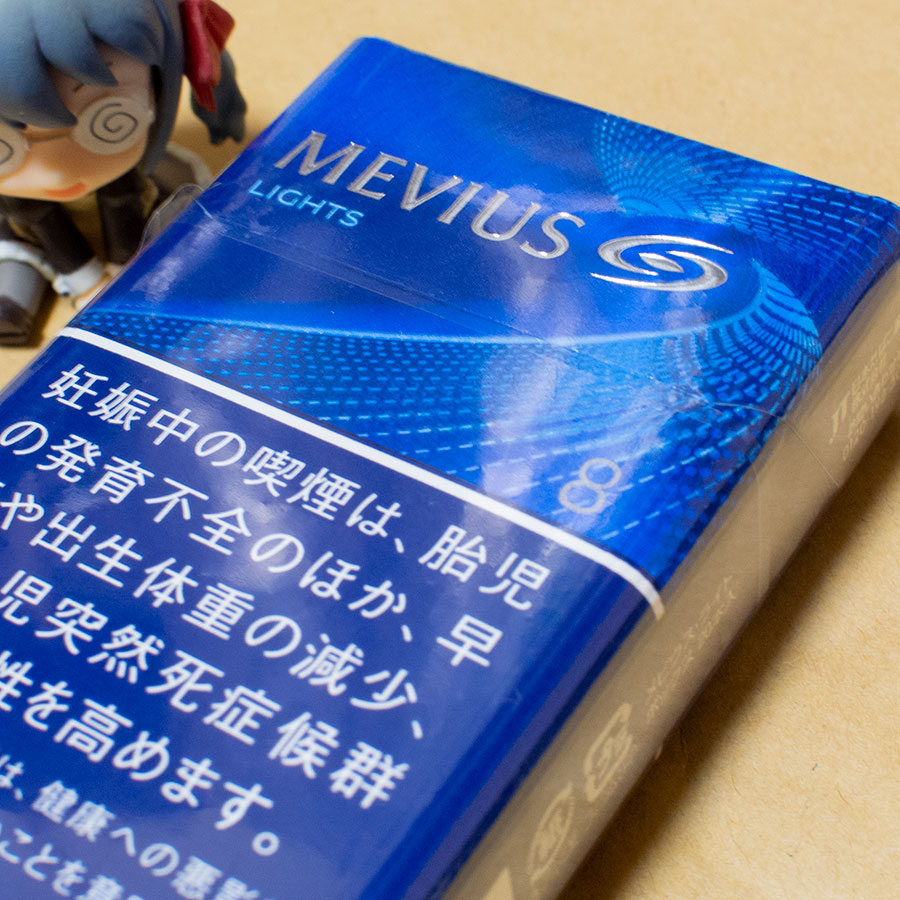 MEVIUS
LIGHTS
8
妊娠中の喫煙は、胎児
の発育不全のほか、早
や出生体重の減少、
児突然死症候群
性を高めます。
は、健康への悪影
ことを意